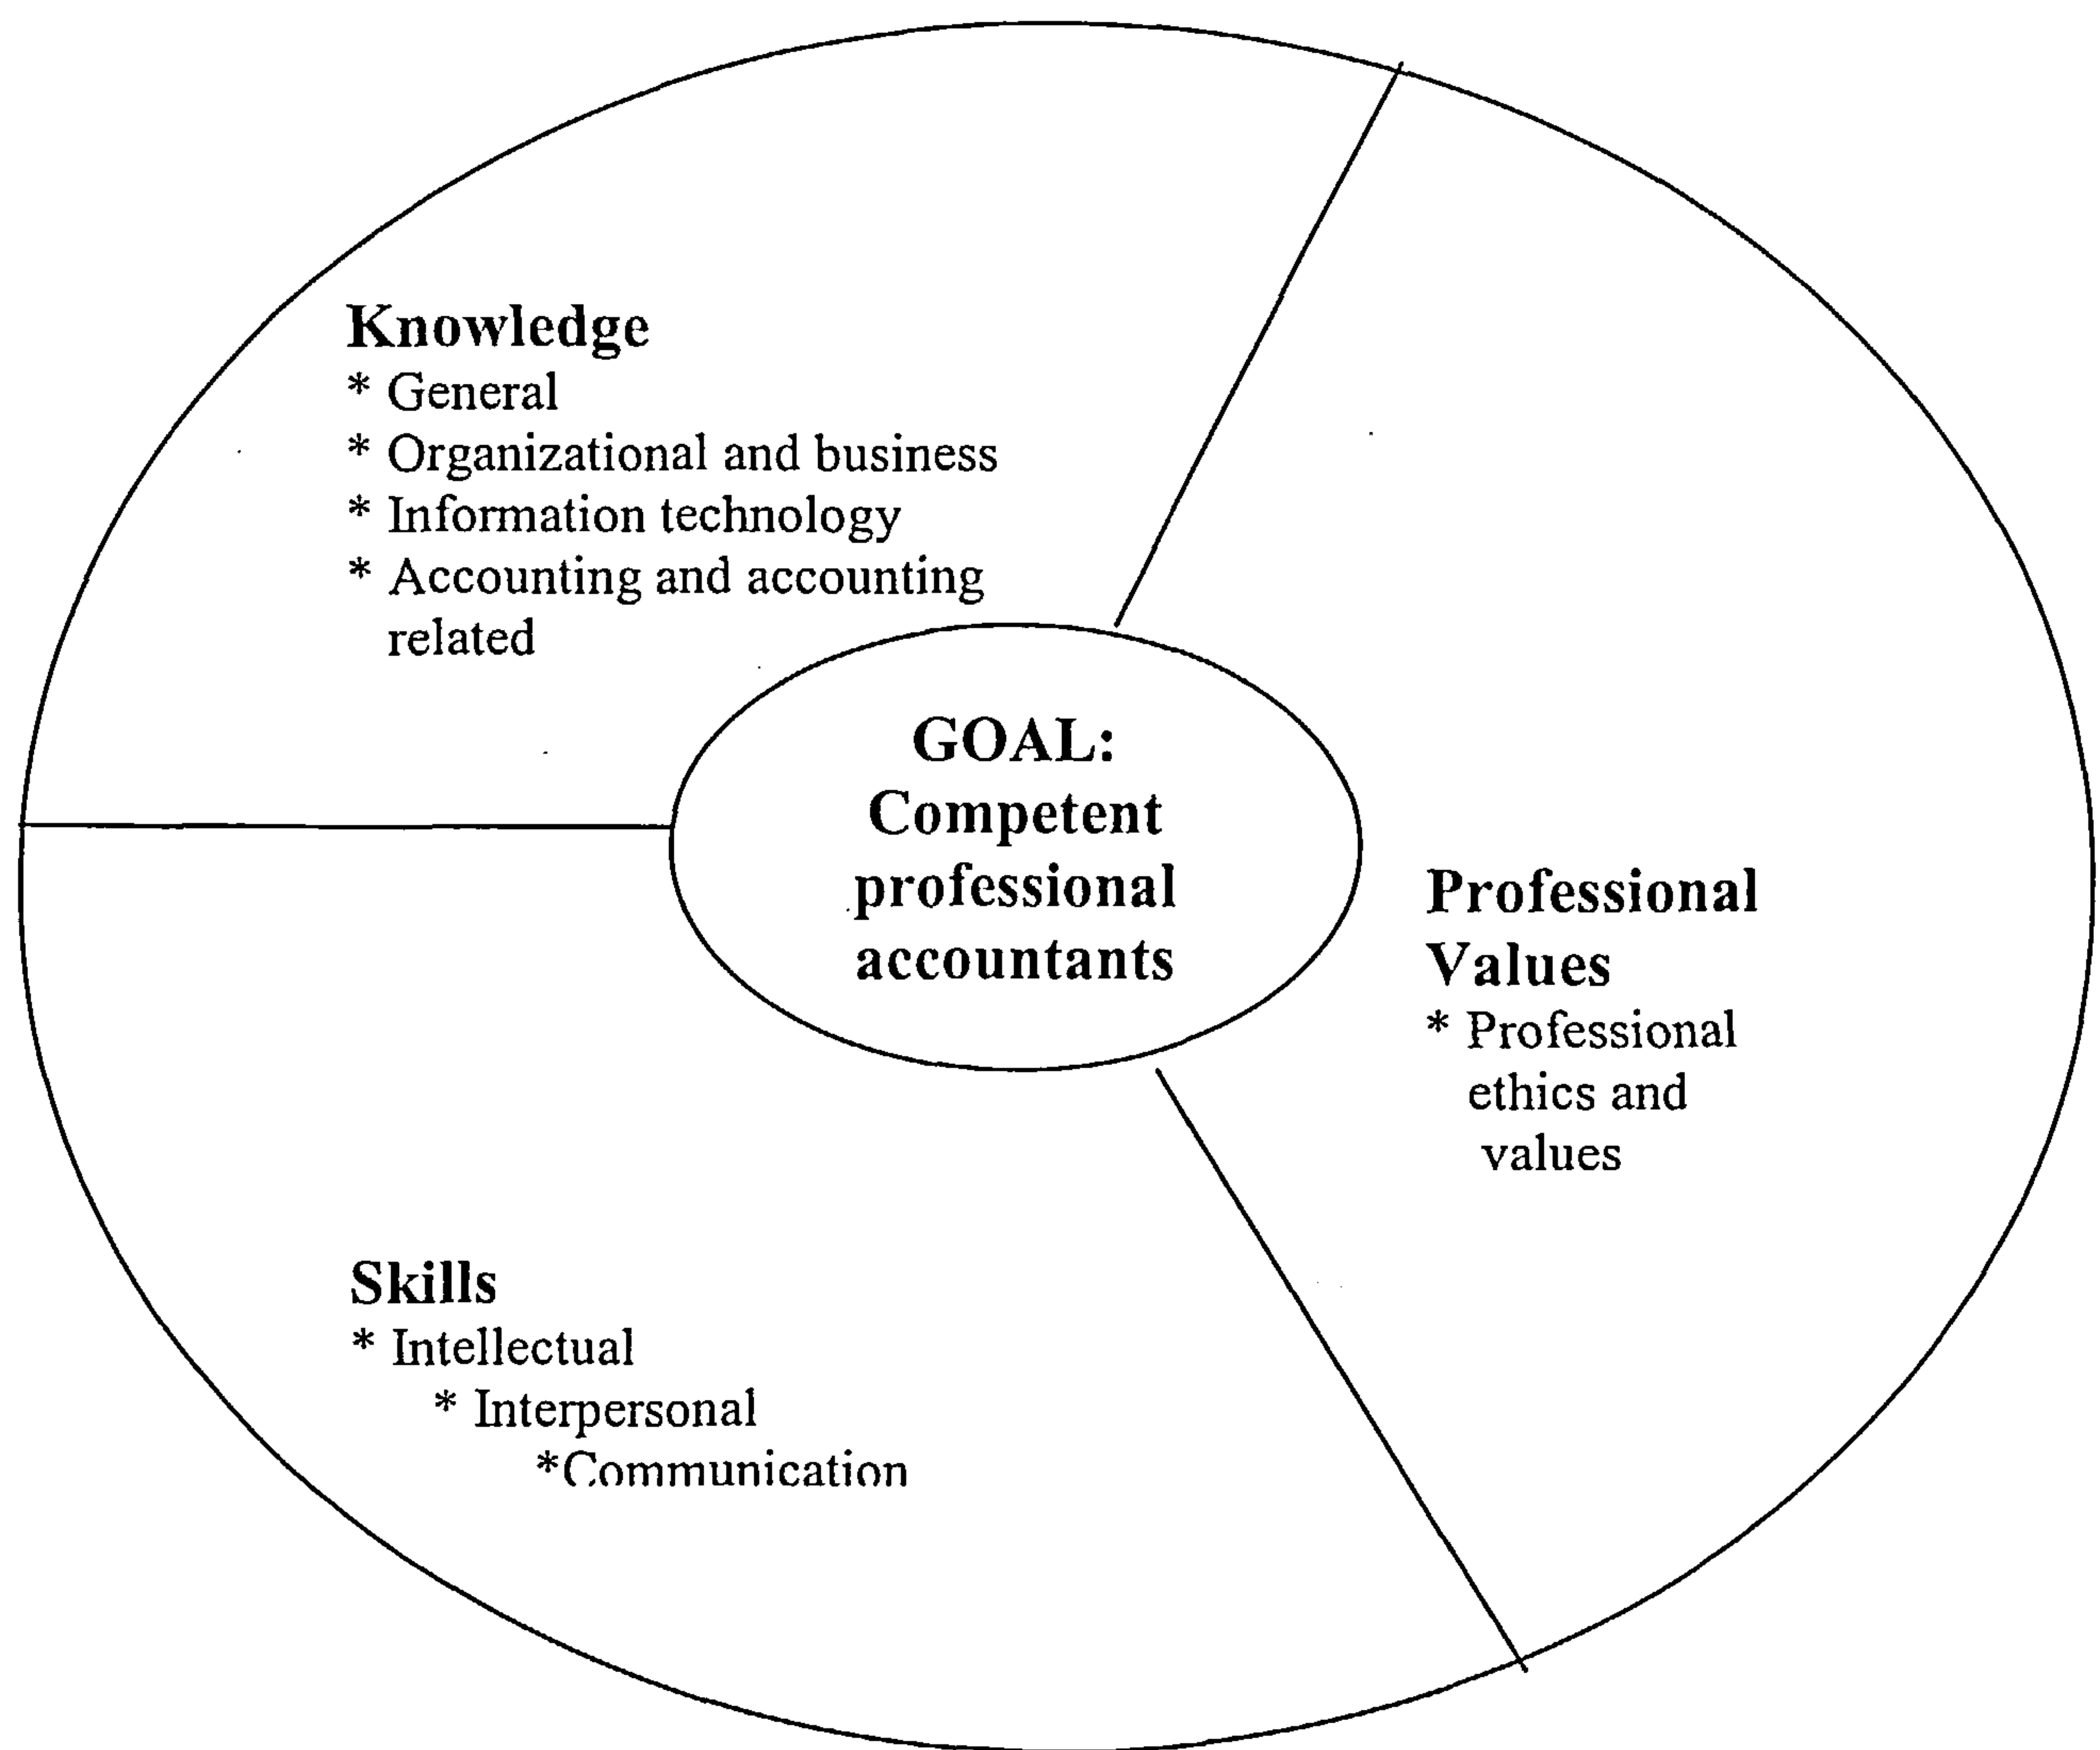 Knowledge
* General
* Organizational and business
* Information technology
* Accounting and accounting
related
GOAL:
Competent
professional
accountants
Professional
Values
* Professional
ethics and
values
Skills
* Intellectual
* Interpersonal
*Communication